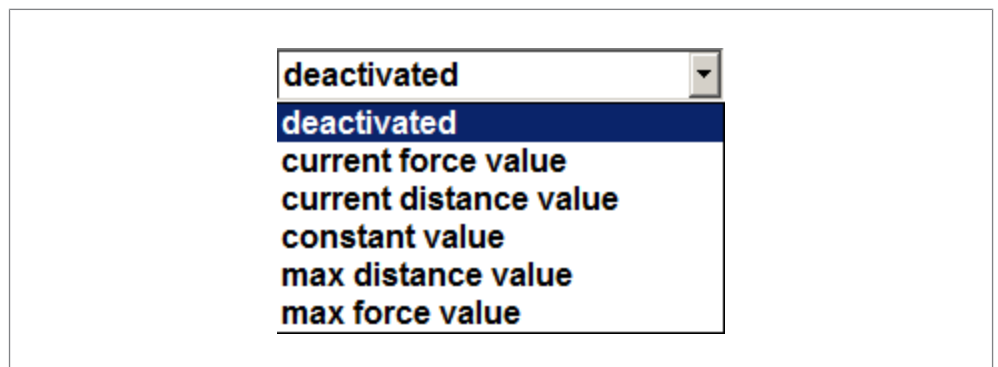 deactivated
deactivated
current force value
current distance value
constant value
max distance value
max force value